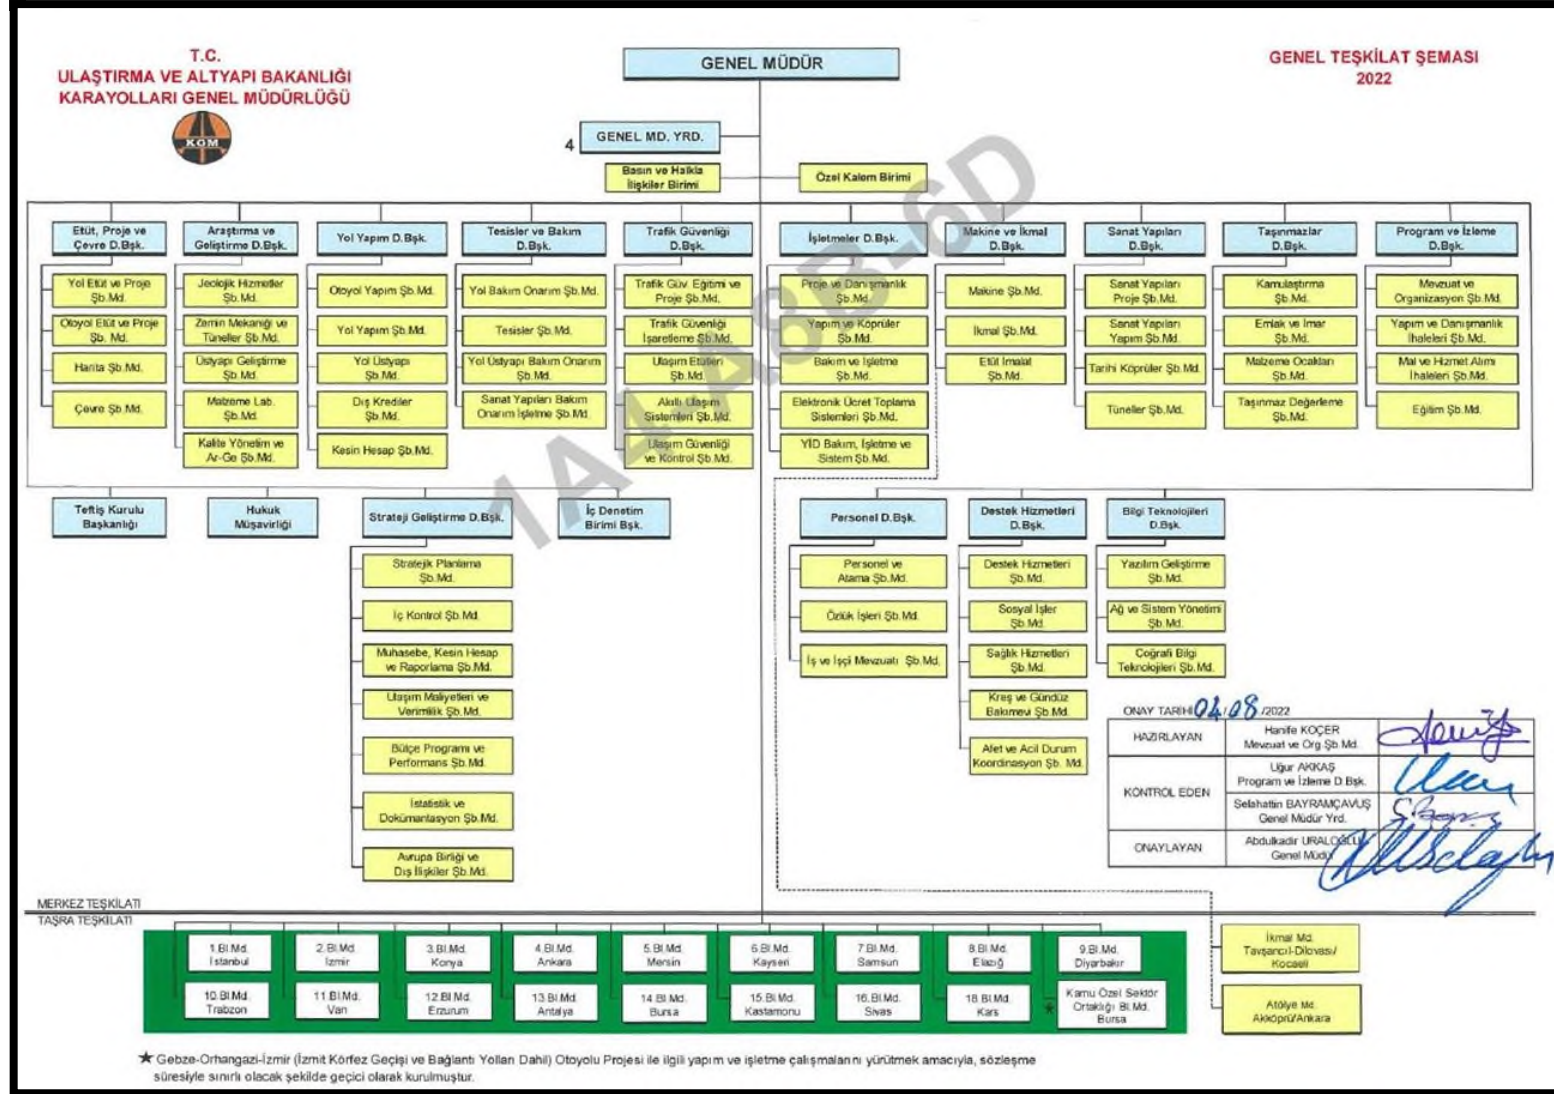 T.C.
ULAŞTIRMA VE ALTYAPI BAKANLIĞI
KARAYOLLARI GENEL MÜDÜRLÜĞÜ
KGM
GENEL TEŞKİLAT ŞEMASI
2022
GENEL MÜDÜR
4
GENEL MD. YRD.
Basın ve Halkla
İlişkiler Birimi
Özel Kalem Birimi
1A4-A8B-6D
Etüt, Proje ve
Çevre D.Bşk.
Yol Etüt ve Proje
Şb.Md.
Otoyol Etüt ve Proje
Şb. Md.
Harita Şb.Md.
Çevre Şb.Md.
Araştırma ve
Geliştirme D.Bşk.
Jeolojik Hizmetler
Şb.Md.
Zemin Mekaniği ve
Tüneller Şb.Md.
Üstyapı Geliştirme
Şb.Md.
Malzeme Lab.
Şb.Md.
Kalite Yönetim ve
Ar-Ge Şb.Md.
Yol Yapım D.Bşk.
Otoyol Yapım Şb.Md.
Yol Yapım Şb.Md.
Yol Üstyapı
Şb.Md.
Dış Krediler
Şb.Md.
Kesin Hesap Şb.Md.
Tesisler ve Bakım
D.Bşk.
Yol Bakım Onarım Şb.Md.
Tesisler Şb.Md.
Yol Üstyapı Bakım Onarım
Şb.Md.
Sanat Yapıları Bakım
Onarım İşletme Şb.Md.
Trafik Güvenliği
D.Bşk.
Trafik Güv. Eğitimi ve
Proje Şb.Md.
Trafik Güvenliği
İşaretleme Şb.Md.
Ulaşım Etütleri
Şb.Md.
Akıllı Ulaşım
Sistemleri Şb.Md.
Ulaşım Güvenliği
ve Kontrol Şb.Md.
İşletmeler D.Bşk.
Proje ve Danışmanlık
Şb.Md.
Yapım ve Köprüler
Şb.Md.
Bakım ve İşletme
Şb.Md.
Elektronik Ücret Toplama
Sistemleri Şb.Md.
YİD Bakım, İşletme ve
Sistem Şb.Md.
Makine ve İkmal
D.Bşk.
Makine Şb.Md.
İkmal Şb.Md.
Etüt İmalat
Şb.Md.
Sanat Yapıları
D.Bşk.
Sanat Yapıları
Proje Şb.Md.
Sanat Yapıları
Yapım Şb.Md.
Tarihi Köprüler Şb.Md.
Tüneller Şb.Md.
Taşınmazlar
D.Bşk.
Kamulaştırma
Şb.Md.
Emlak ve İmar
Şb.Md.
Malzeme Ocakları
Şb.Md.
Taşınmaz Değerleme
Şb.Md.
Program ve İzleme
D.Bşk.
Mevzuat ve
Organizasyon Şb.Md.
Yapım ve Danışmanlık
İhaleleri Şb.Md.
Mal ve Hizmet Alımı
İhaleleri Şb.Md.
Eğitim Şb.Md.
Teftiş Kurulu
Başkanlığı
Hukuk
Müşavirliği
Strateji Geliştirme D.Bşk.
Stratejik Planlama
Şb.Md.
İç Kontrol Şb.Md.
Muhasebe, Kesin Hesap
ve Raporlama Şb.Md.
Ulaşım Maliyetleri ve
Verimlilik Şb.Md.
Bütçe Programı ve
Performans Şb.Md.
İstatistik ve
Dokümantasyon Şb.Md.
Avrupa Birliği ve
Dış İlişkiler Şb.Md.
İç Denetim
Birimi Bşk.
Personel D.Bşk.
Personel ve
Atama Şb.Md.
Özlük İşleri Şb.Md.
İş ve İşçi Mevzuatı Şb.Md.
Destek Hizmetleri
D.Bşk.
Destek Hizmetleri
Şb.Md.
Sosyal İşler
Şb.Md.
Sağlık Hizmetleri
Şb.Md.
Kreş ve Gündüz
Bakımevi Şb.Md.
Afet ve Acil Durum
Koordinasyon Şb. Md.
Bilgi Teknolojileri
D.Bşk.
Yazılım Geliştirme
Şb.Md.
Ağ ve Sistem Yönetimi
Şb.Md.
Coğrafi Bilgi
Teknolojileri Şb.Md.
ONAY TARİHİ 04/08/2022
HAZIRLAYAN
Hanife KOÇER
Mevzuat ve Org.Şb.Md.
KONTROL EDEN
Uğur AKKAŞ
Program ve İzleme D.Bşk.
Selahattin BAYRAMÇAVUŞ
Genel Müdür Yrd.
ONAYLAYAN
Abdulkadir URALOĞLU
Genel Müdür
MERKEZ TEŞKİLATI
TAŞRA TEŞKİLATI
1.Bl.Md.
İstanbul
2.Bl.Md.
İzmir
3.Bl.Md.
Konya
4.Bl.Md.
Ankara
5.Bl.Md.
Mersin
6.Bl.Md.
Kayseri
7.Bl.Md.
Samsun
8.Bl.Md.
Elazığ
9.Bl.Md.
Diyarbakır
10.Bl.Md.
Trabzon
11.Bl.Md.
Van
12.Bl.Md.
Erzurum
13.Bl.Md.
Antalya
14.Bl.Md.
Bursa
15.Bl.Md.
Kastamonu
16.Bl.Md.
Sivas
18.Bl.Md.
Kars
★ Kamu Özel Sektör
Ortaklığı Bl.Md.
Bursa
İkmal Md.
Tavşancıl-Dilovası/
Kocaeli
Atölye Md.
Akköprü/Ankara
★ Gebze-Orhangazi-İzmir (İzmit Körfez Geçişi ve Bağlantı Yolları Dahil) Otoyolu Projesi ile ilgili yapım ve işletme çalışmalarını yürütmek amacıyla, sözleşme
süresiyle sınırlı olacak şekilde geçici olarak kurulmuştur.